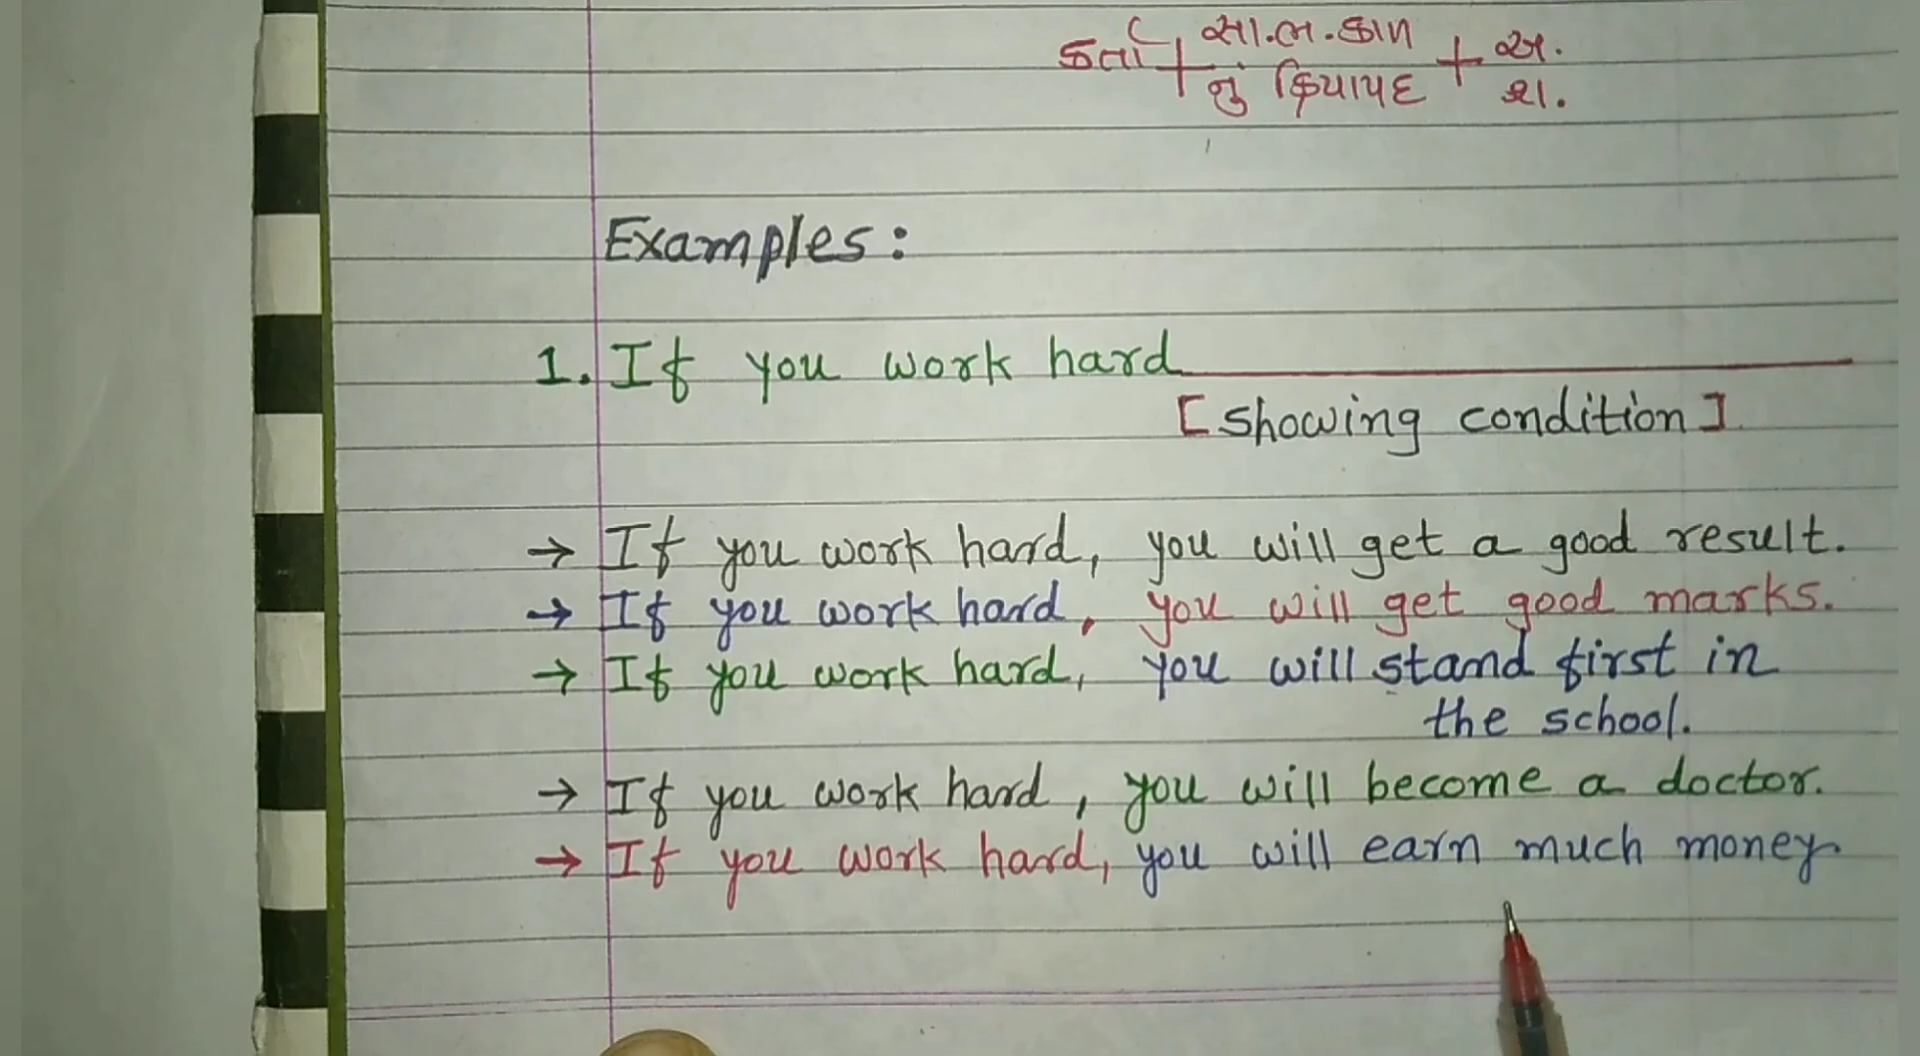 કર્તા + સા.ભ.કાળ + અ.
નું ક્રિયાપદ શ.
Examples:
1. If you work hard
[Showing condition]
→ If you work hard, you will get a good result.
→ If you work hard, you will get good marks.
→ If you work hard, you will stand first in
the school.
→ If you work hard, you will become a doctor.
→ If you work hard, you will earn much money.